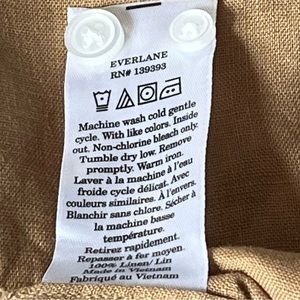 EVERLANE
RN# 139393
Machine wash cold gentle
cycle. With like colors. Inside
out. Non-chlorine bleach only.
Tumble dry low. Remove
promptly. Warm iron.
Laver à la machine à l'eau
froide cycle délicat. Avec
couleurs similaires. À l'envers.
Blanchir sans chlore. Sécher à
la machine basse
température.
Retirez rapidement.
Repasser à fer moyen.
100% Linen/ Lin
Made in Vietnam
Fabriqué au Vietnam